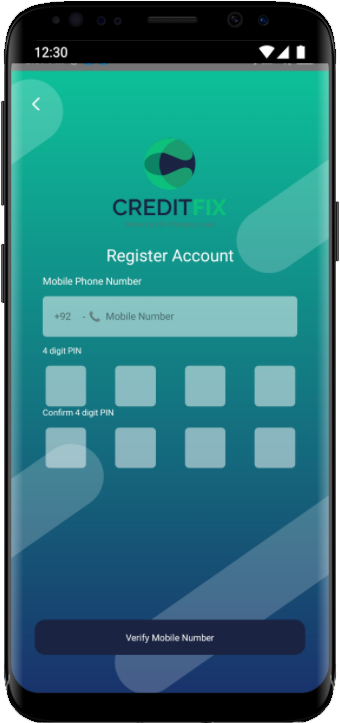 12:30
CREDITFIX
Register Account
Mobile Phone Number
+92 - Mobile Number
4 digit PIN
Confirm 4 digit PIN
Verify Mobile Number